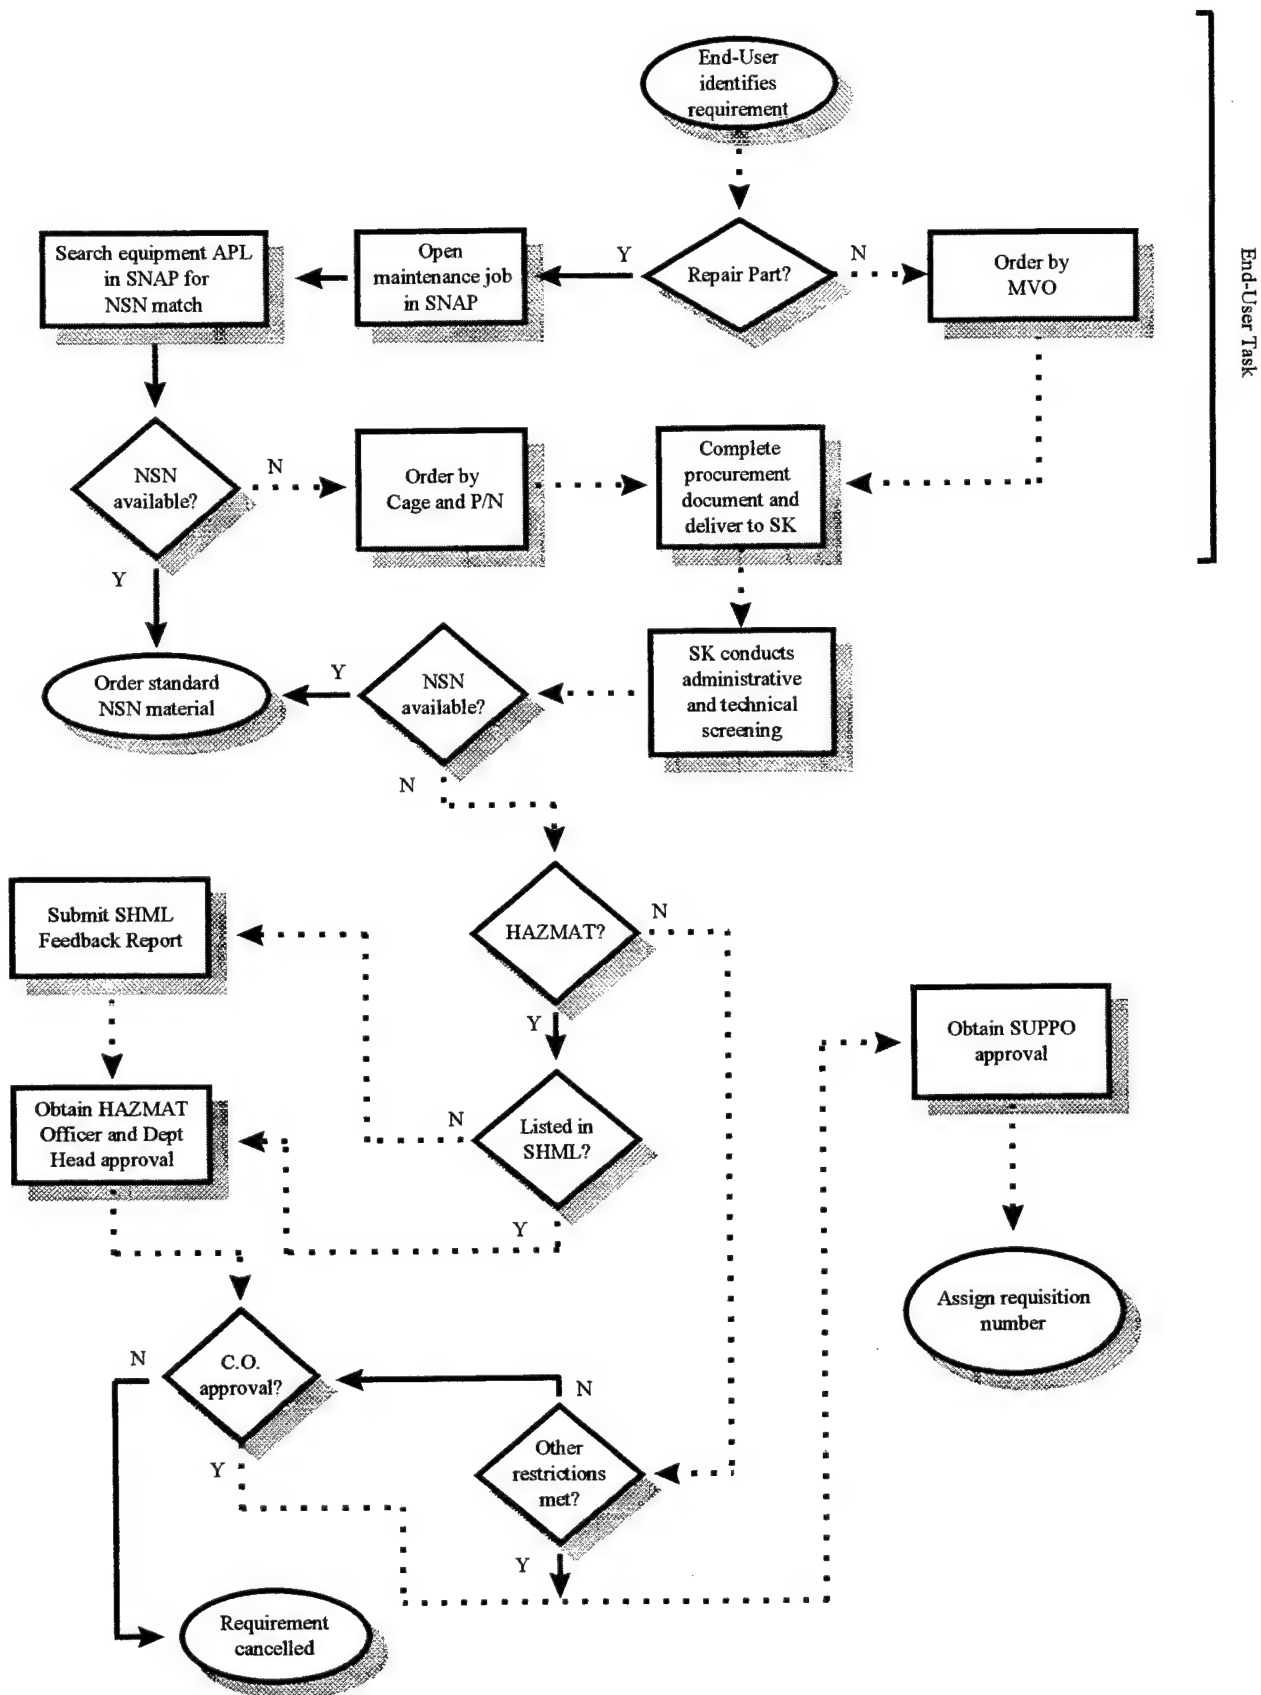 End-User
identifies
requirement
End-User Task
Search equipment APL
in SNAP for
NSN match
Open
maintenance job
in SNAP
Y
Repair Part?
N
Order by
MVO
NSN
available?
N
Order by
Cage and P/N
Complete
procurement
document and
deliver to SK
Y
Order standard
NSN material
Y
NSN
available?
SK conducts
administrative
and technical
screening
N
Submit SHML
Feedback Report
HAZMAT?
N
Y
Obtain SUPPO
approval
Obtain HAZMAT
Officer and Dept
Head approval
N
Listed in
SHML?
Y
Assign requisition
number
N
C.O.
approval?
N
Y
Other
restrictions
met?
Y
Requirement
cancelled